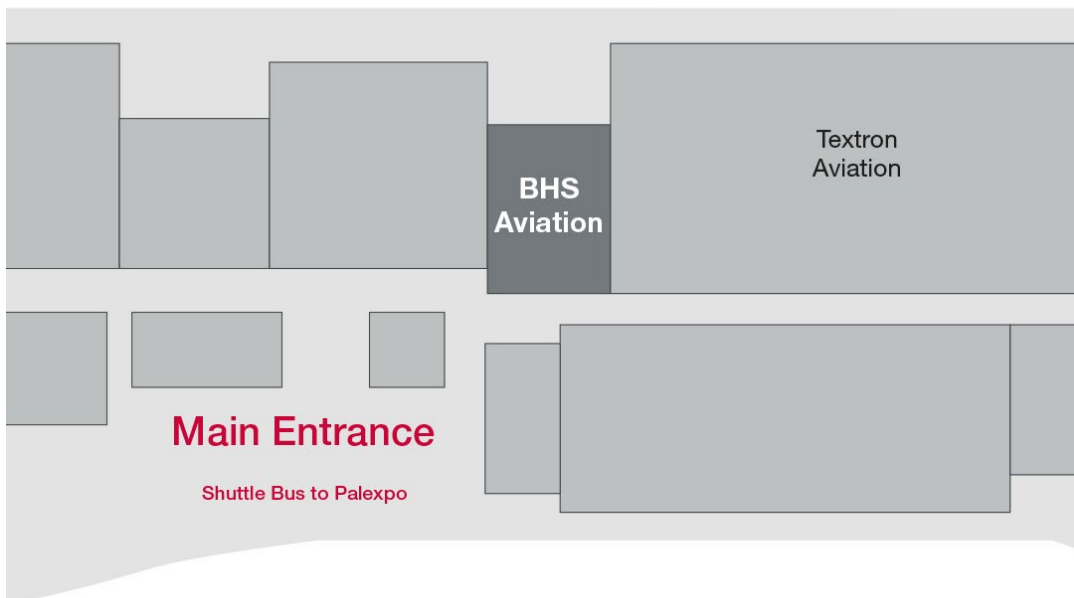 Textron
Aviation
BHS
Aviation
Main Entrance
Shuttle Bus to Palexpo